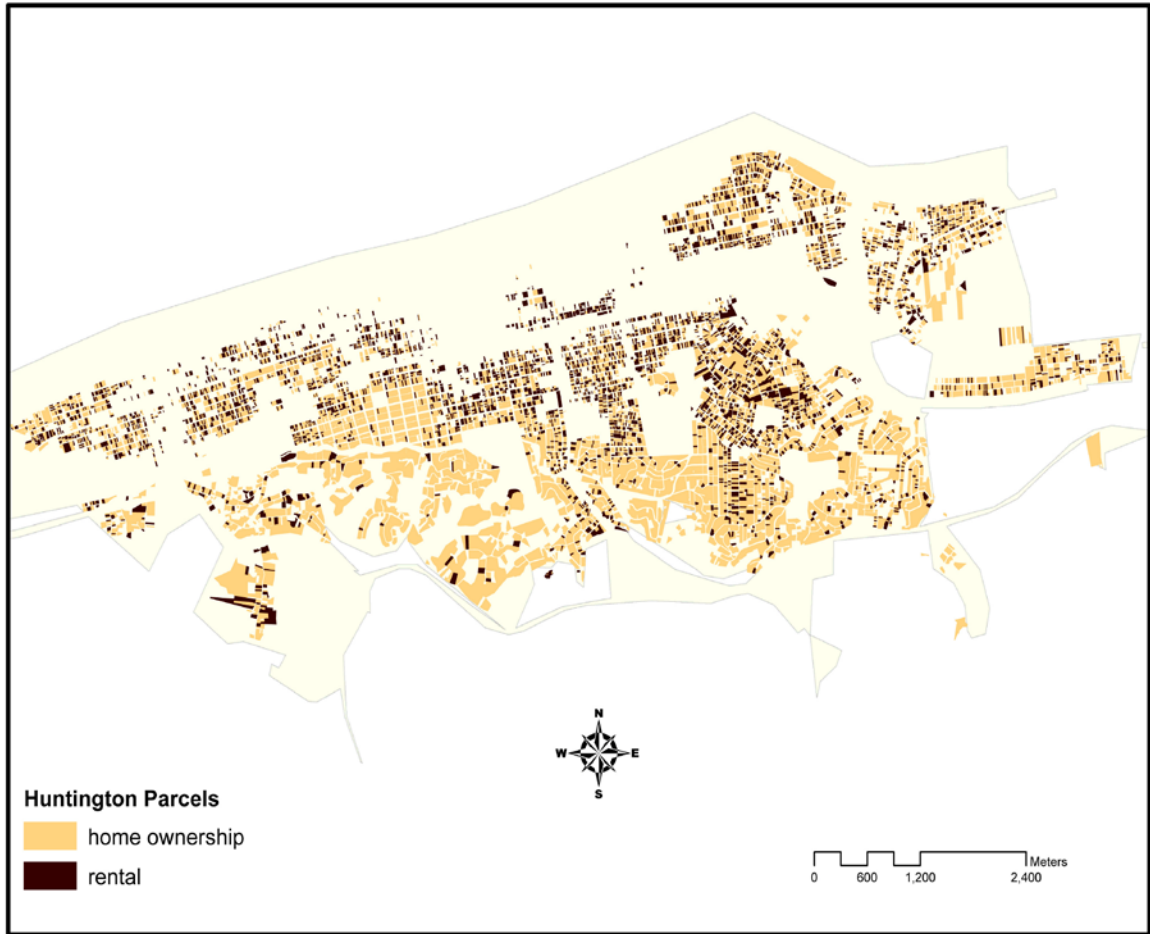 N
W E
S
Huntington Parcels
home ownership
rental
Meters
0 600 1,200 2,400